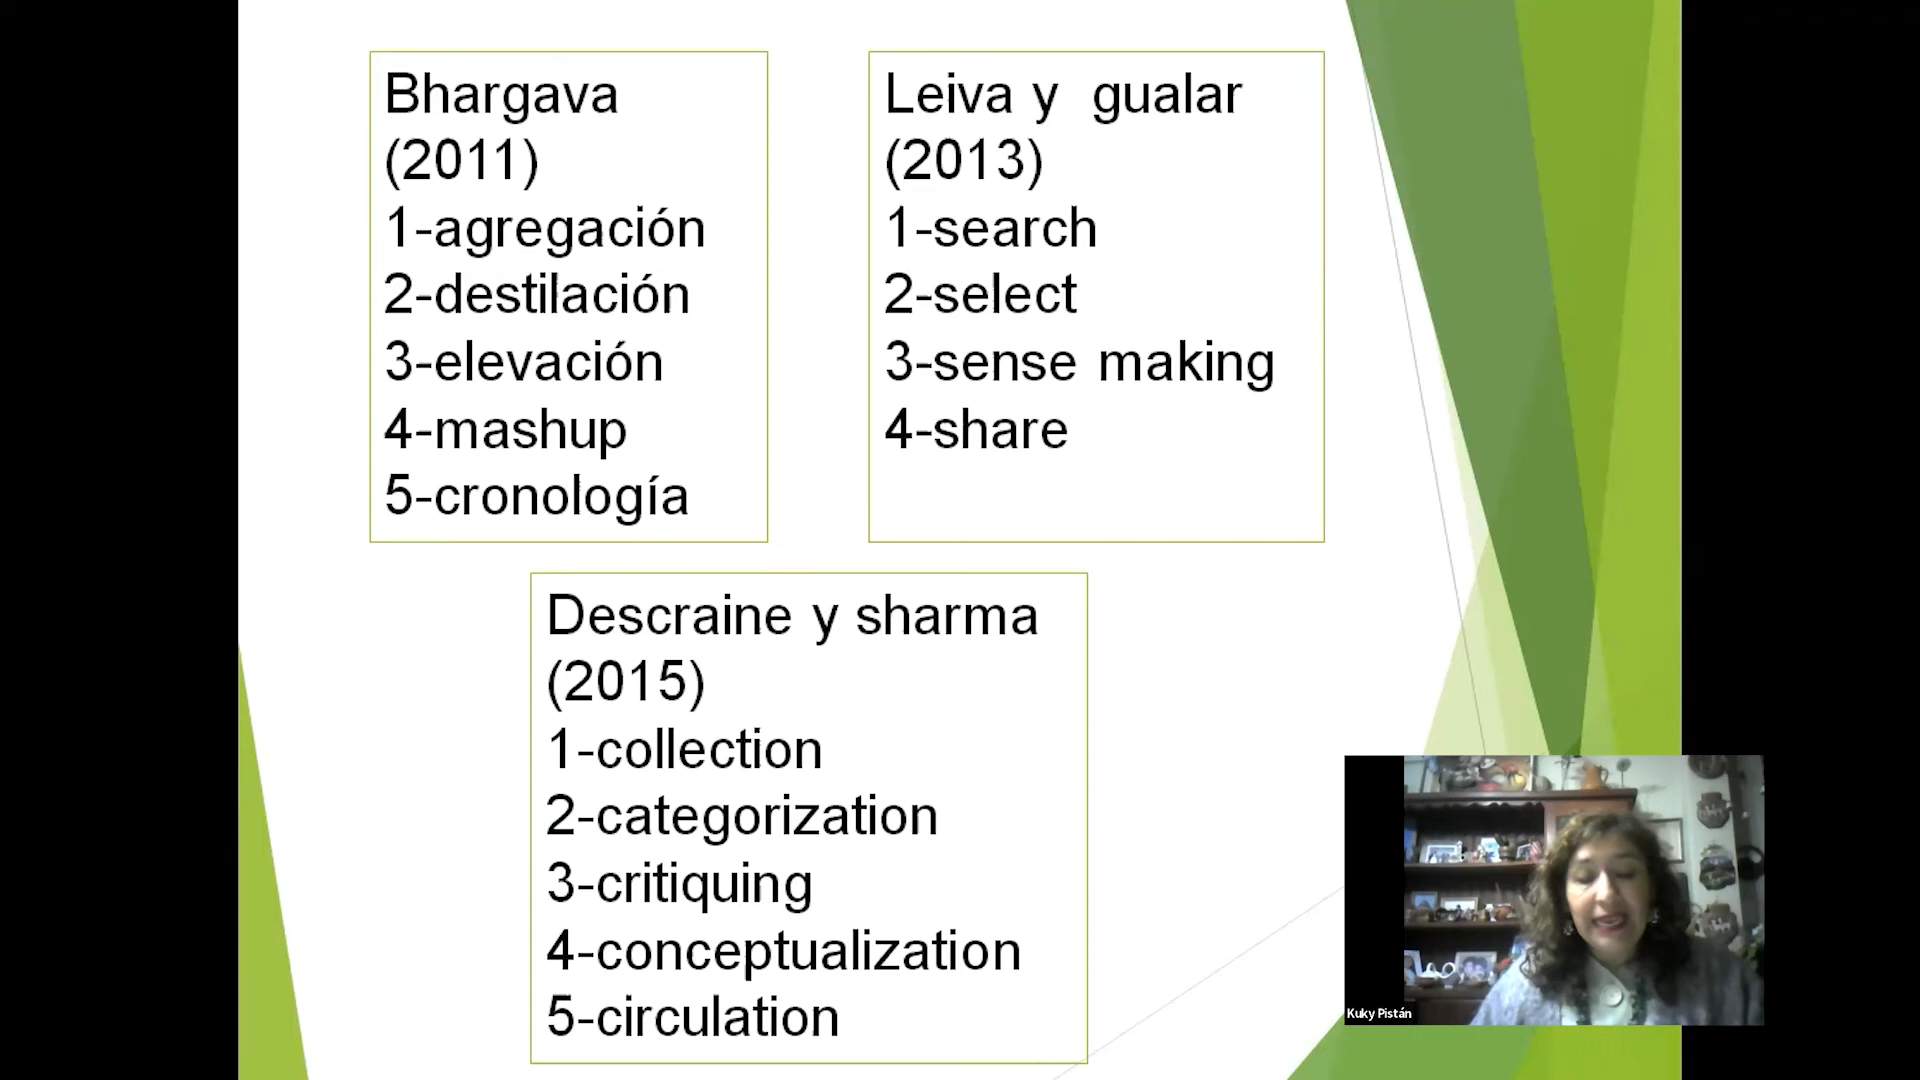 Bhargava
(2011)
1-agregación
2-destilación
3-elevación
4-mashup
5-cronología
Leiva y gualar
(2013)
1-search
2-select
3-sense making
4-share
Descraine y sharma
(2015)
1-collection
2-categorization
3-critiquing
4-conceptualization
5-circulation
Kuky Pistán